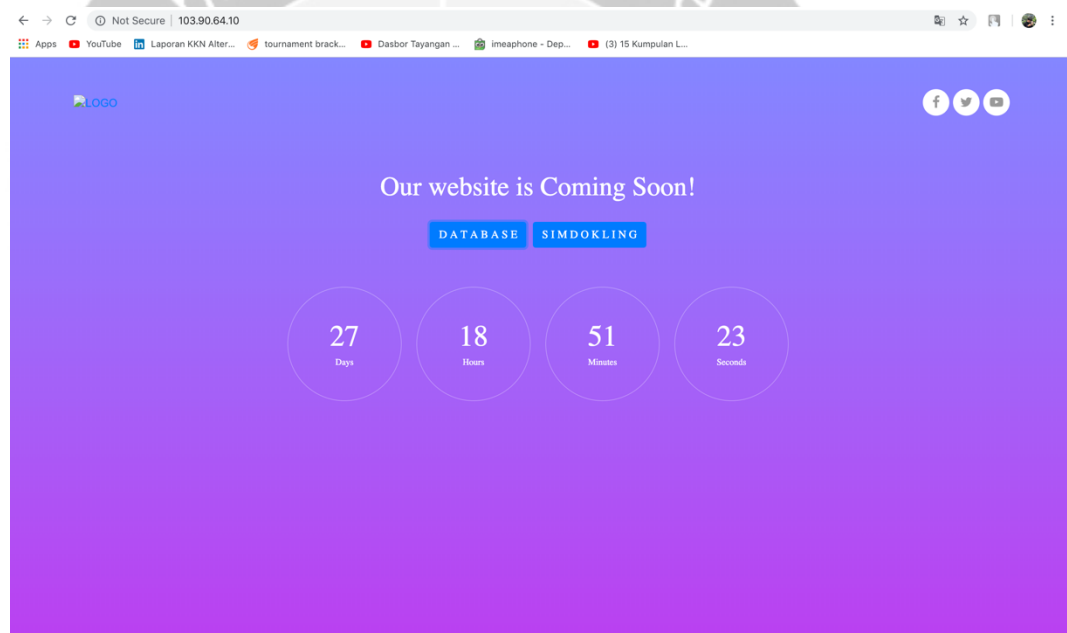 Not Secure | 103.90.64.10
Apps YouTube Laporan KKN Alter... tournament brack... Dasbor Tayangan ... imeaphone - Dep... (3) 15 Kumpulan L...
LOGO
Our website is Coming Soon!
DATABASE SIMDOKLING
27 18 51 23
Days Hours Minutes Seconds